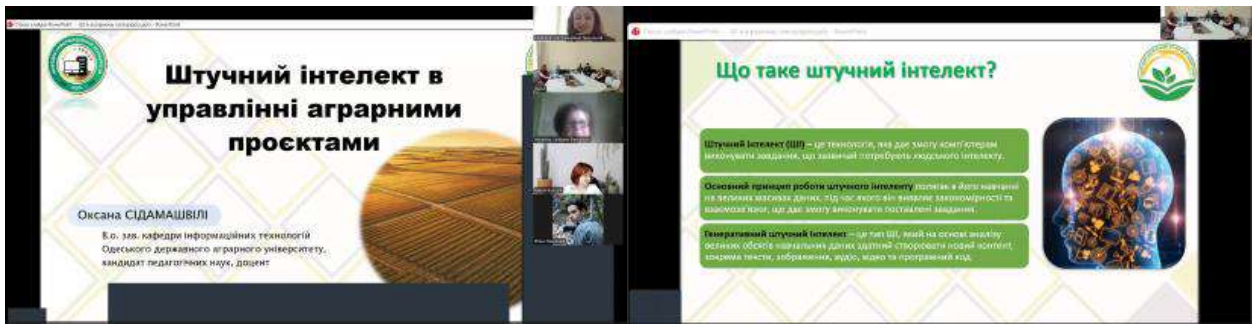 Штучний інтелект в
управлінні аграрними
проєктами
Оксана СІДАМАШВІЛІ
В.о. зав. кафедри інформаційних технологій
Одеського державного аграрного університету,
кандидат педагогічних наук, доцент
Що таке штучний інтелект?
Штучний інтелект (ШІ) – це технологія, яка дає змогу комп'ютерам
виконувати завдання, що зазвичай потребують людського інтелекту.
Основний принцип роботи штучного інтелекту полягає в його навчанні
на великих масивах даних, під час якого він виявляє закономірності та
взаємозв'язки, що дає змогу виконувати поставлені завдання.
Генеративний штучний інтелект – це тип ШІ, який на основі аналізу
великих обсягів навчальних даних здатний створювати новий контент,
зокрема тексти, зображення, аудіо, відео та програмний код.